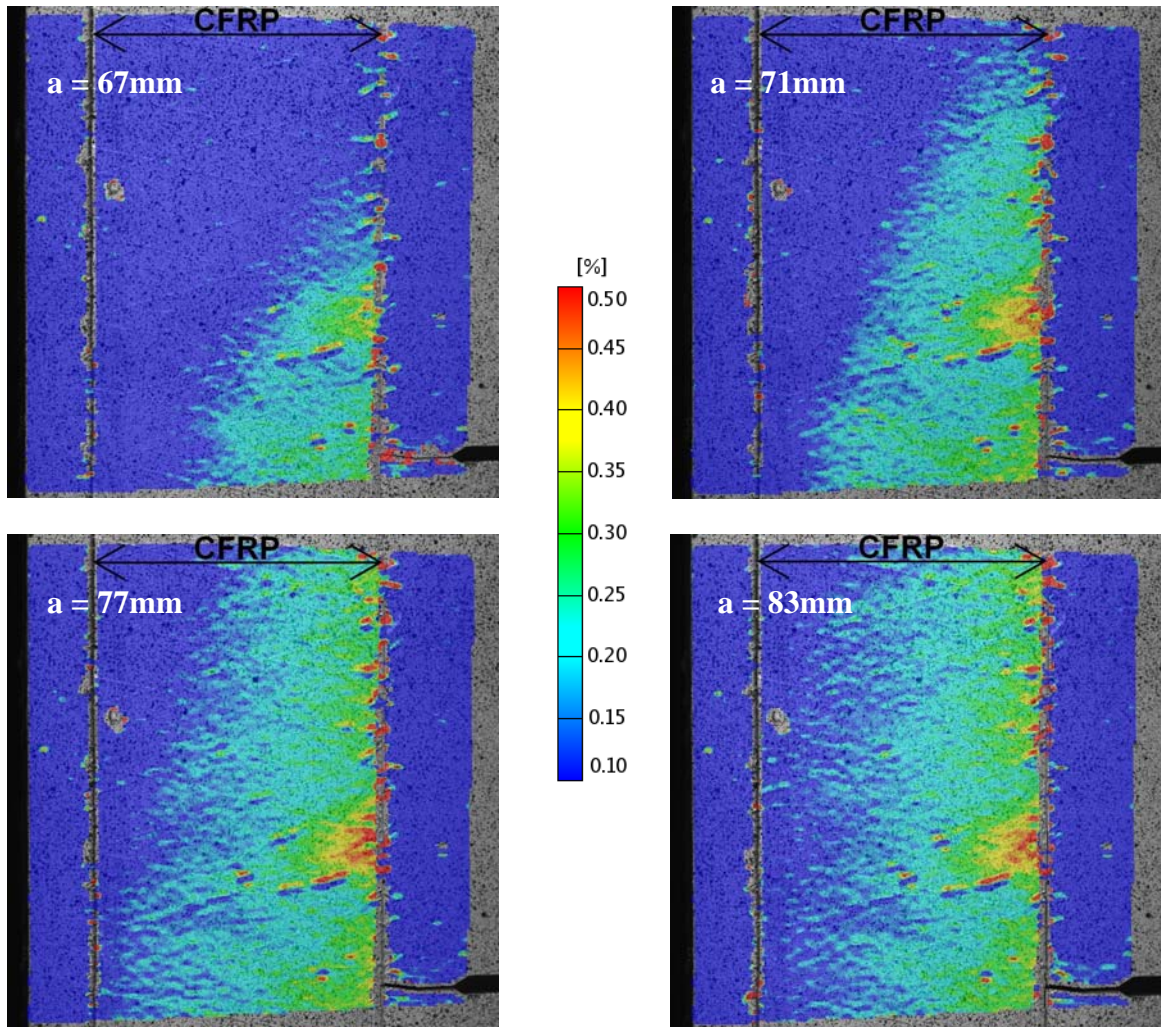 CFRP
a = 67mm
CFRP
a = 71mm
[%]
0.50
0.45
0.40
0.35
0.30
0.25
0.20
0.15
0.10
CFRP
a = 77mm
CFRP
a = 83mm